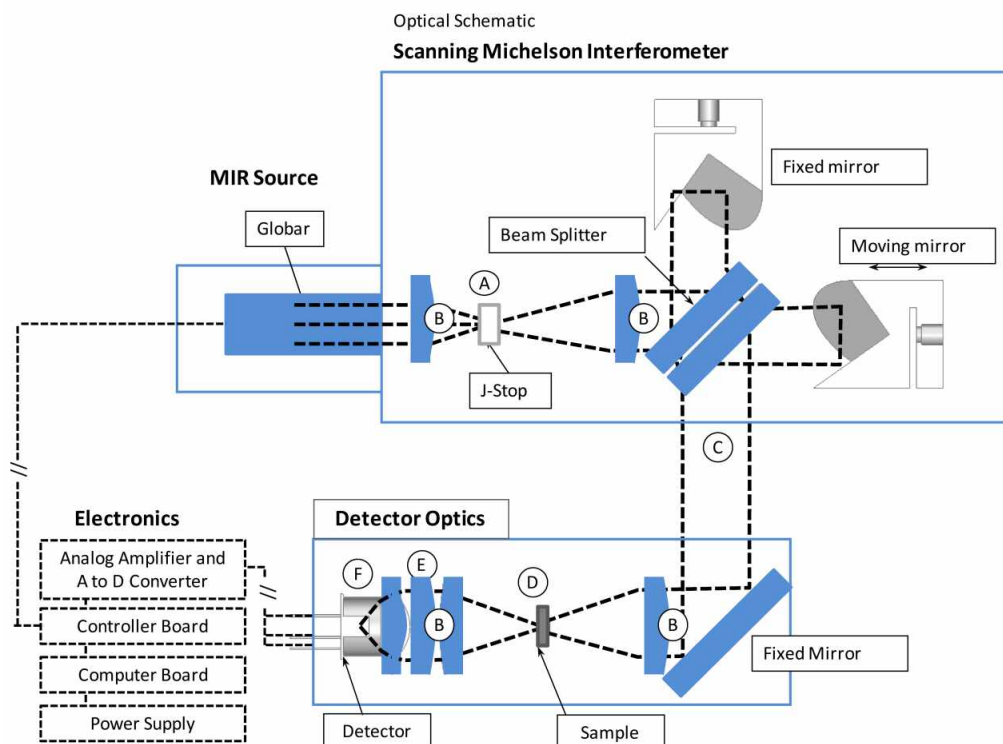 Optical Schematic
Scanning Michelson Interferometer
MIR Source
Globar
Beam Splitter
Fixed mirror
Moving mirror
A
B
B
J-Stop
C
Electronics
Analog Amplifier and
A to D Converter
Controller Board
Computer Board
Power Supply
Detector Optics
F
E
D
B
B
Fixed Mirror
Detector
Sample